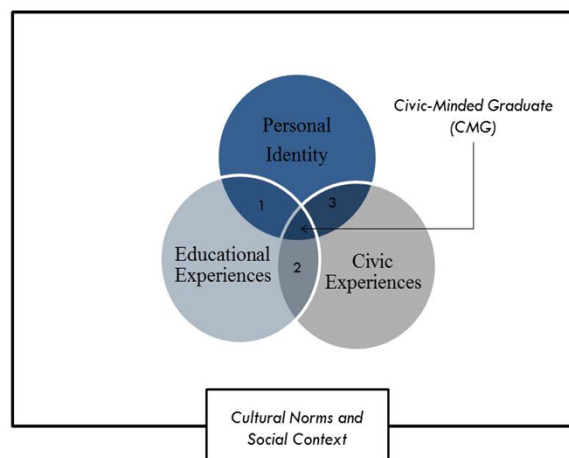 Personal
Identity
Civic-Minded Graduate
(CMG)
1
3
Educational
Experiences
2
Civic
Experiences
Cultural Norms and
Social Context